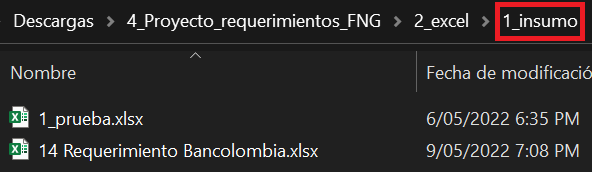 Descargas > 4_Proyecto_requerimientos_FNG > 2_excel > 1_insumo
Nombre Fecha de modificació
1_prueba.xlsx 6/05/2022 6:35 PM
14 Requerimiento Bancolombia.xlsx 9/05/2022 7:08 PM